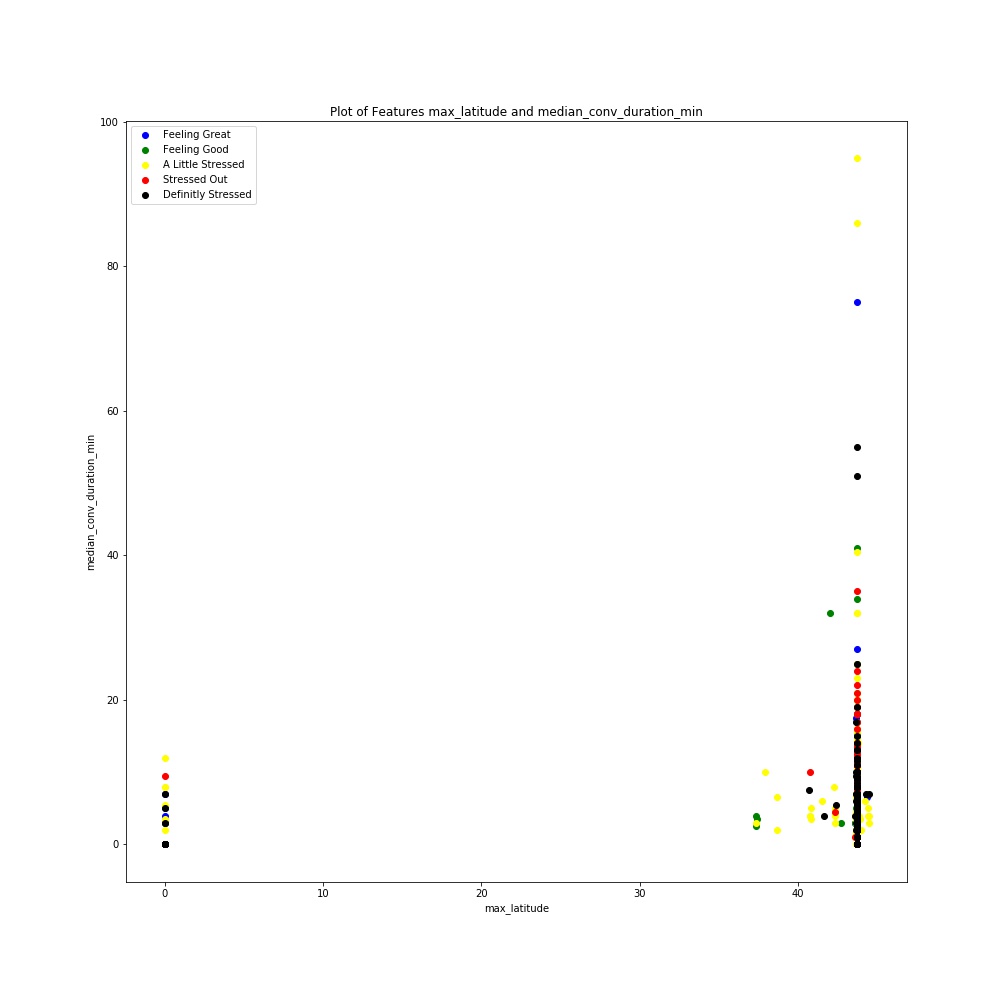 Plot of Features max_latitude and median_conv_duration_min
100
80
60
40
20
0
median_conv_duration_min
Feeling Great
Feeling Good
A Little Stressed
Stressed Out
Definitly Stressed
0 10 20 30 40
max_latitude